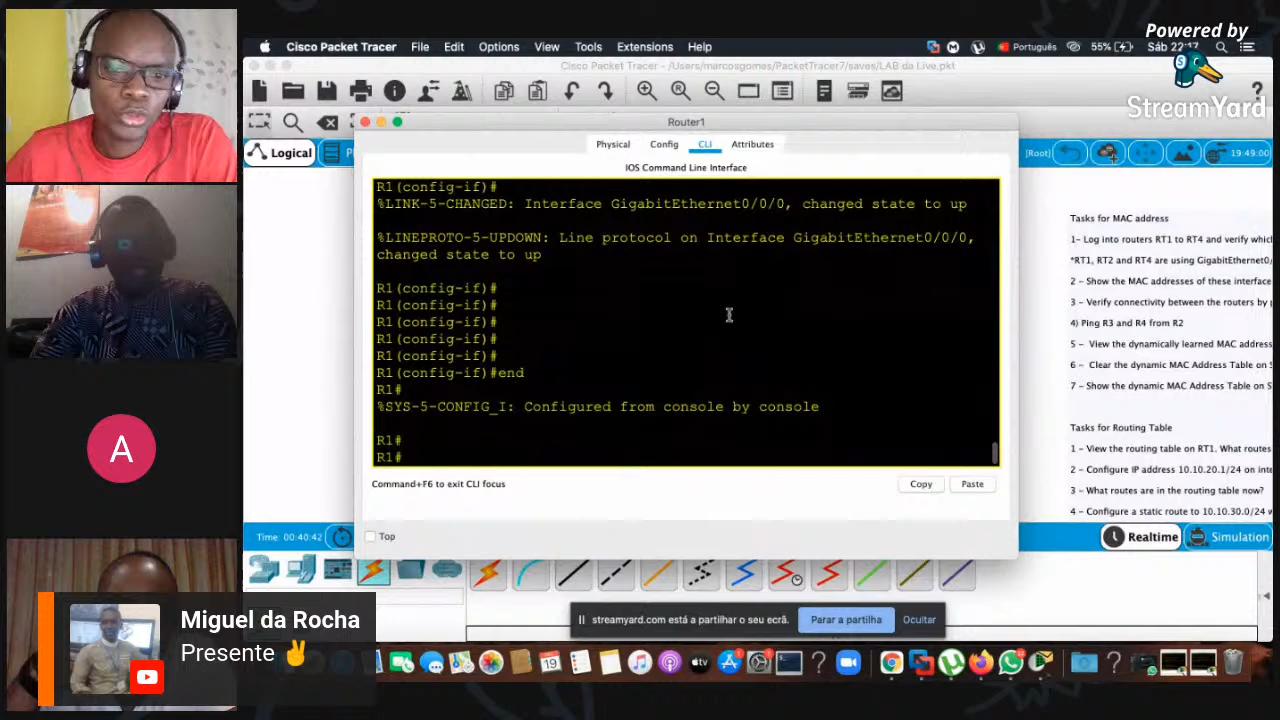 Powered by
StreamYard
Cisco Packet Tracer File Edit Options View Tools Extensions Help
Português 55% Sáb 22:17
Cisco Packet Tracer - /Users/marcosgomes/PacketTracer7/saves/LAB da Live.pkt
Logical
[Root]
19:49:00
Router1
Physical Config CLI Attributes
IOS Command Line Interface
R1(config-if)#
%LINK-5-CHANGED: Interface GigabitEthernet0/0/0, changed state to up
%LINEPROTO-5-UPDOWN: Line protocol on Interface GigabitEthernet0/0/0,
changed state to up
R1(config-if)#
R1(config-if)#
R1(config-if)#
R1(config-if)#
R1(config-if)#
R1(config-if)#end
R1#
%SYS-5-CONFIG_I: Configured from console by console
R1#
R1#
Command+F6 to exit CLI focus
Copy Paste
Top
Tasks for MAC address
1- Log into routers RT1 to RT4 and verify which
*RT1, RT2 and RT4 are using GigabitEthernet0/
2 - Show the MAC addresses of these interface
3 - Verify connectivity between the routers by
4) Ping R3 and R4 from R2
5 - View the dynamically learned MAC address
6 - Clear the dynamic MAC Address Table on S
7 - Show the dynamic MAC Address Table on S
Tasks for Routing Table
1 - View the routing table on RT1. What routes
2 - Configure IP address 10.10.20.1/24 on inte
3 - What routes are in the routing table now?
4 - Configure a static route to 10.10.30.0/24
Time: 00:40:42
Realtime Simulation
A
streamyard.com está a partilhar o seu ecrã. Parar a partilha Ocultar
Miguel da Rocha
Presente ✌
19